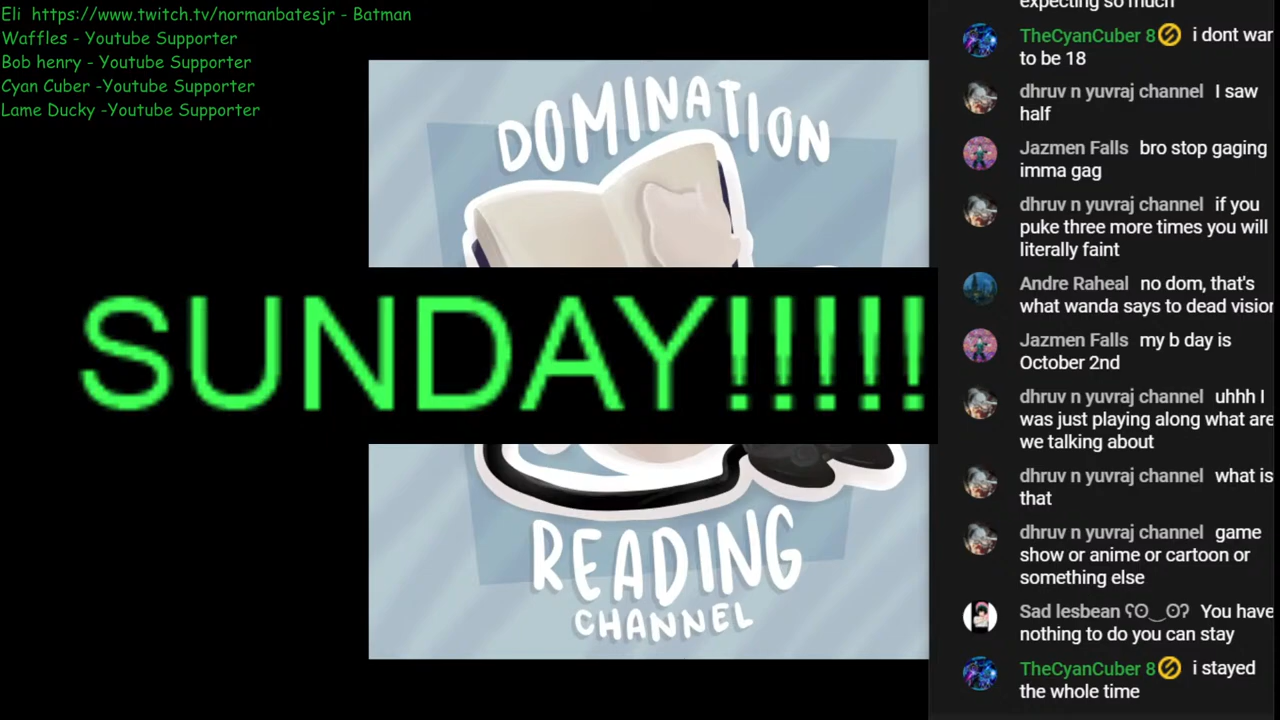 Eli https://www.twitch.tv/normanbatesjr - Batman
Waffles - Youtube Supporter
Bob henry - Youtube Supporter
Cyan Cuber -Youtube Supporter
Lame Ducky -Youtube Supporter
DOMINATION
SUNDAY!!!!!
READING
CHANNEL
expecting so much
TheCyanCuber 8 i dont wan
to be 18
dhruv n yuvraj channel I saw
half
Jazmen Falls bro stop gaging
imma gag
dhruv n yuvraj channel if you
puke three more times you will
literally faint
Andre Raheal no dom, that's
what wanda says to dead vision
Jazmen Falls my b day is
October 2nd
dhruv n yuvraj channel uhhh I
was just playing along what are
we talking about
dhruv n yuvraj channel what is
that
dhruv n yuvraj channel game
show or anime or cartoon or
something else
Sad lesbean ʕʘ‿ʘʔ You have
nothing to do you can stay
TheCyanCuber 8 i stayed
the whole time